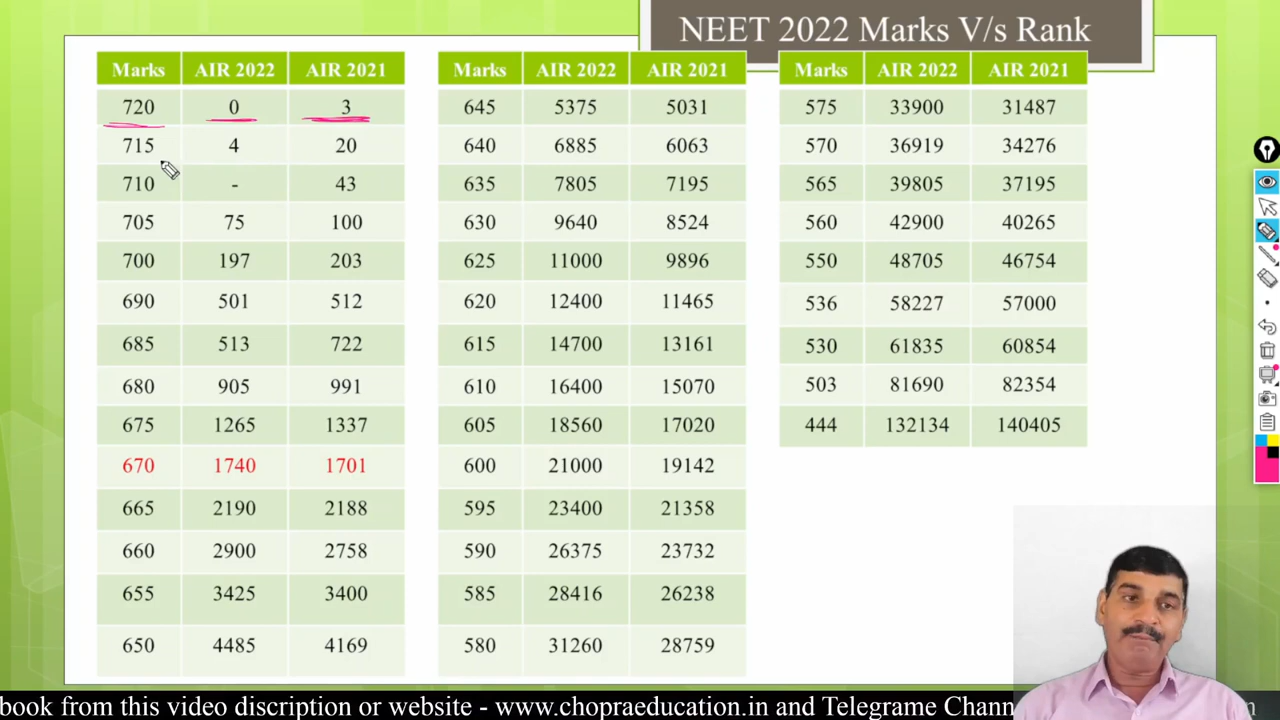 NEET 2022 Marks V/s Rank
Marks AIR 2022 AIR 2021
720 0 3
715 4 20
710 - 43
705 75 100
700 197 203
690 501 512
685 513 722
680 905 991
675 1265 1337
670 1740 1701
665 2190 2188
660 2900 2758
655 3425 3400
650 4485 4169
Marks AIR 2022 AIR 2021
645 5375 5031
640 6885 6063
635 7805 7195
630 9640 8524
625 11000 9896
620 12400 11465
615 14700 13161
610 16400 15070
605 18560 17020
600 21000 19142
595 23400 21358
590 26375 23732
585 28416 26238
580 31260 28759
Marks AIR 2022 AIR 2021
575 33900 31487
570 36919 34276
565 39805 37195
560 42900 40265
550 48705 46754
536 58227 57000
530 61835 60854
503 81690 82354
444 132134 140405
book from this video discription or website - www.chopraeducation.in and Telegrame Chann